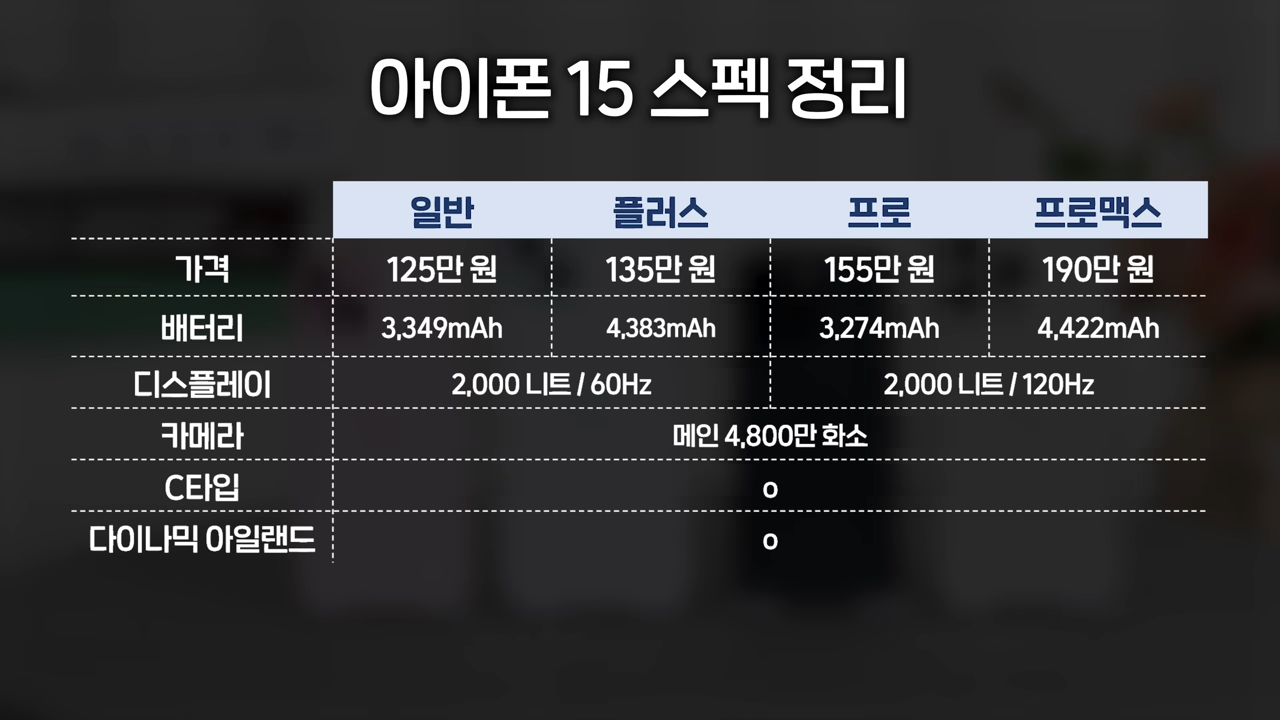 아이폰 15 스펙 정리
일반 플러스 프로 프로맥스
가격 125만 원 135만 원 155만 원 190만 원
배터리 3,349mAh 4,383mAh 3,274mAh 4,422mAh
디스플레이 2,000 니트 / 60Hz 2,000 니트 / 120Hz
카메라 메인 4,800만 화소
C타입 o
다이나믹 아일랜드 o